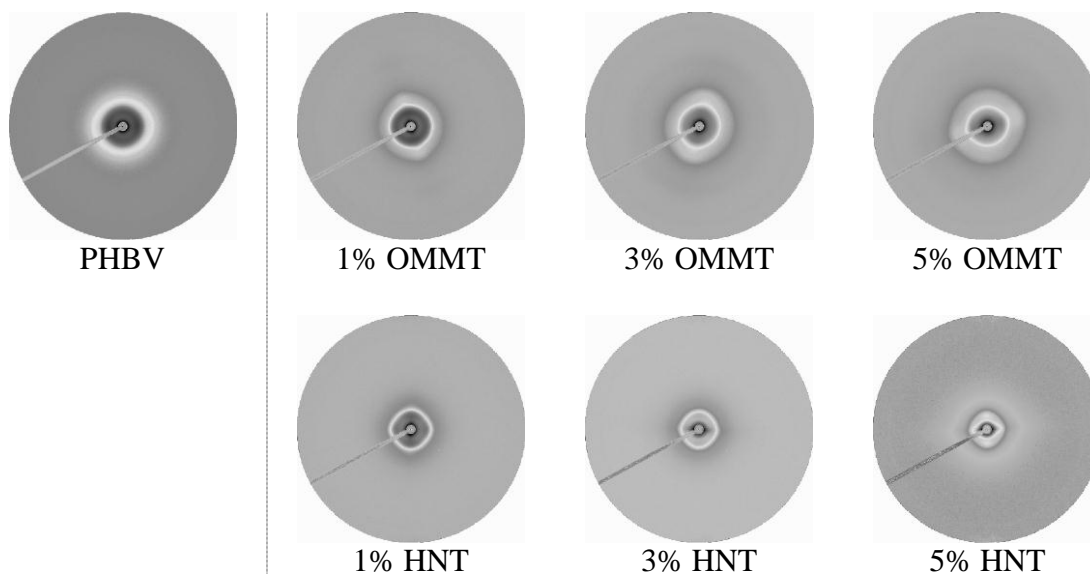 PHBV
1% OMMT
3% OMMT
5% OMMT
1% HNT
3% HNT
5% HNT